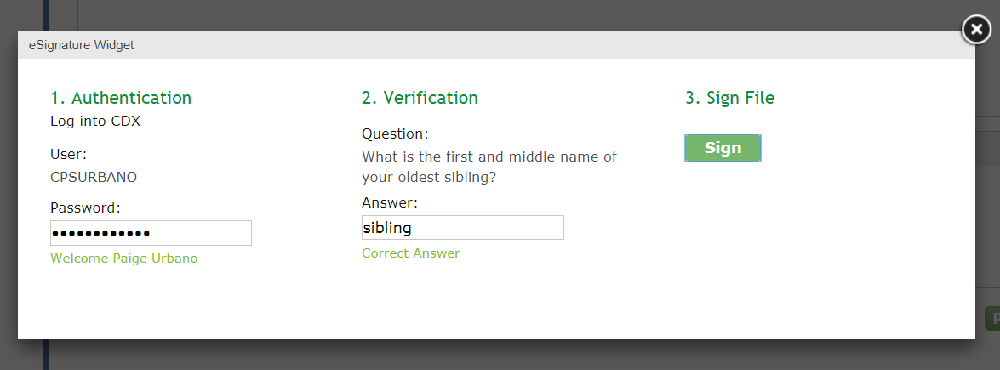 eSignature Widget
1. Authentication
Log into CDX
User:
CPSURBANO
Password:
••••••••••••
Welcome Paige Urbano
2. Verification
Question:
What is the first and middle name of
your oldest sibling?
Answer:
sibling
Correct Answer
3. Sign File
Sign